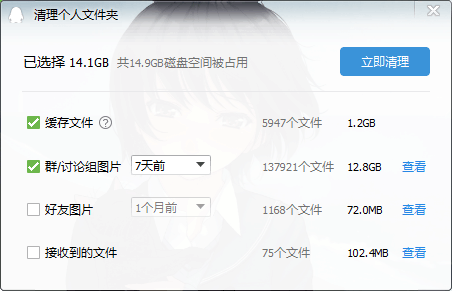 清理个人文件夹
已选择 14.1GB 共14.9GB磁盘空间被占用 立即清理
缓存文件 ? 5947个文件 1.2GB
群/讨论组图片 7天前 137921个文件 12.8GB 查看
好友图片 1个月前 1168个文件 72.0MB 查看
接收到的文件 75个文件 102.4MB 查看